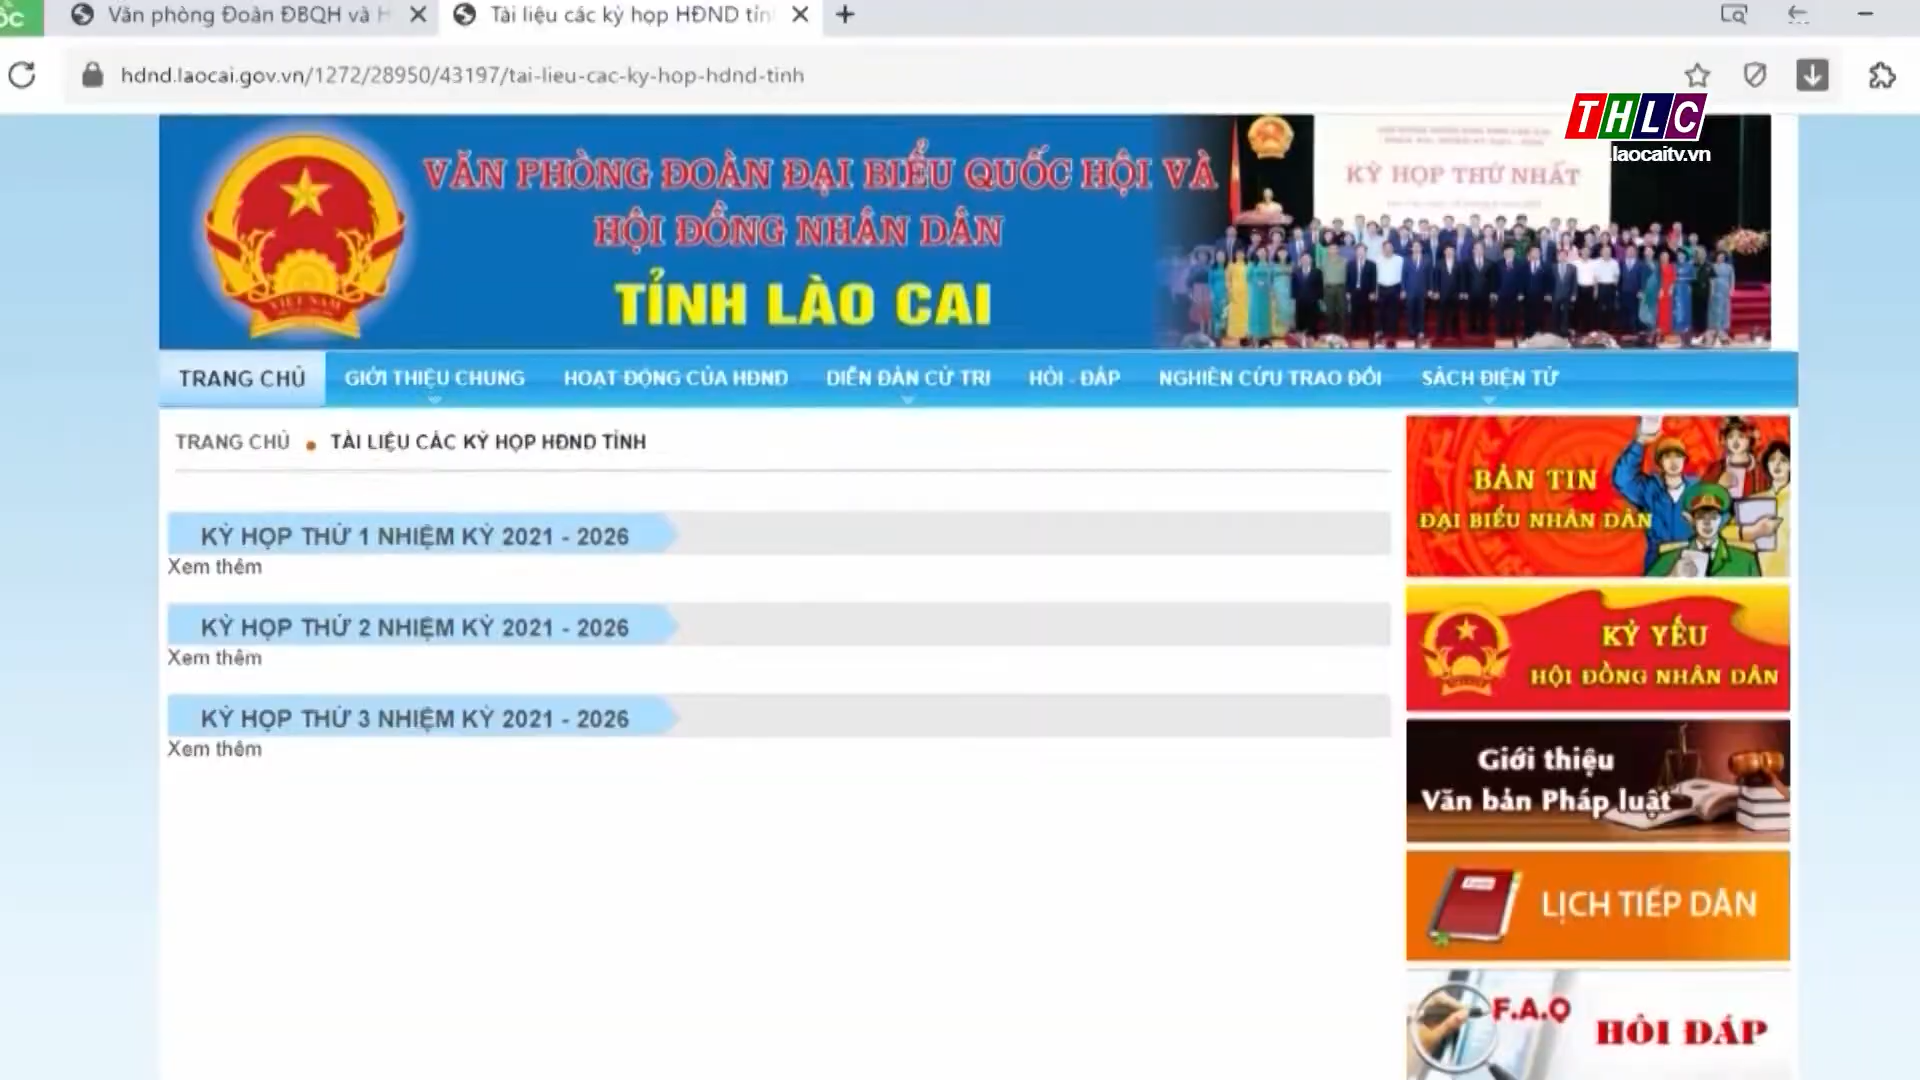 ốc
Văn phòng Đoàn ĐBQH và H
Tài liệu các kỳ họp HĐND tỉn
hdnd.laocai.gov.vn/1272/28950/43197/tai-lieu-cac-ky-hop-hdnd-tinh
THLC
.laocaitv.vn
VĂN PHÒNG ĐOÀN ĐẠI BIỂU QUỐC HỘI VÀ
HỘI ĐỒNG NHÂN DÂN
TỈNH LÀO CAI
VIỆT NAM
KỲ HỌP THỨ NHẤT
TRANG CHỦ
GIỚI THIỆU CHUNG
HOẠT ĐỘNG CỦA HĐND
DIỄN ĐÀN CỬ TRI
HỎI - ĐÁP
NGHIÊN CỨU TRAO ĐỔI
SÁCH ĐIỆN TỬ
TRANG CHỦ
TÀI LIỆU CÁC KỲ HỌP HĐND TỈNH
KỲ HỌP THỨ 1 NHIỆM KỲ 2021 - 2026
Xem thêm
KỲ HỌP THỨ 2 NHIỆM KỲ 2021 - 2026
Xem thêm
KỲ HỌP THỨ 3 NHIỆM KỲ 2021 - 2026
Xem thêm
BẢN TIN
ĐẠI BIỂU NHÂN DÂN
KỶ YẾU
HỘI ĐỒNG NHÂN DÂN
Giới thiệu
Văn bản Pháp luật
LỊCH TIẾP DÂN
F.A.Q
HỎI ĐÁP